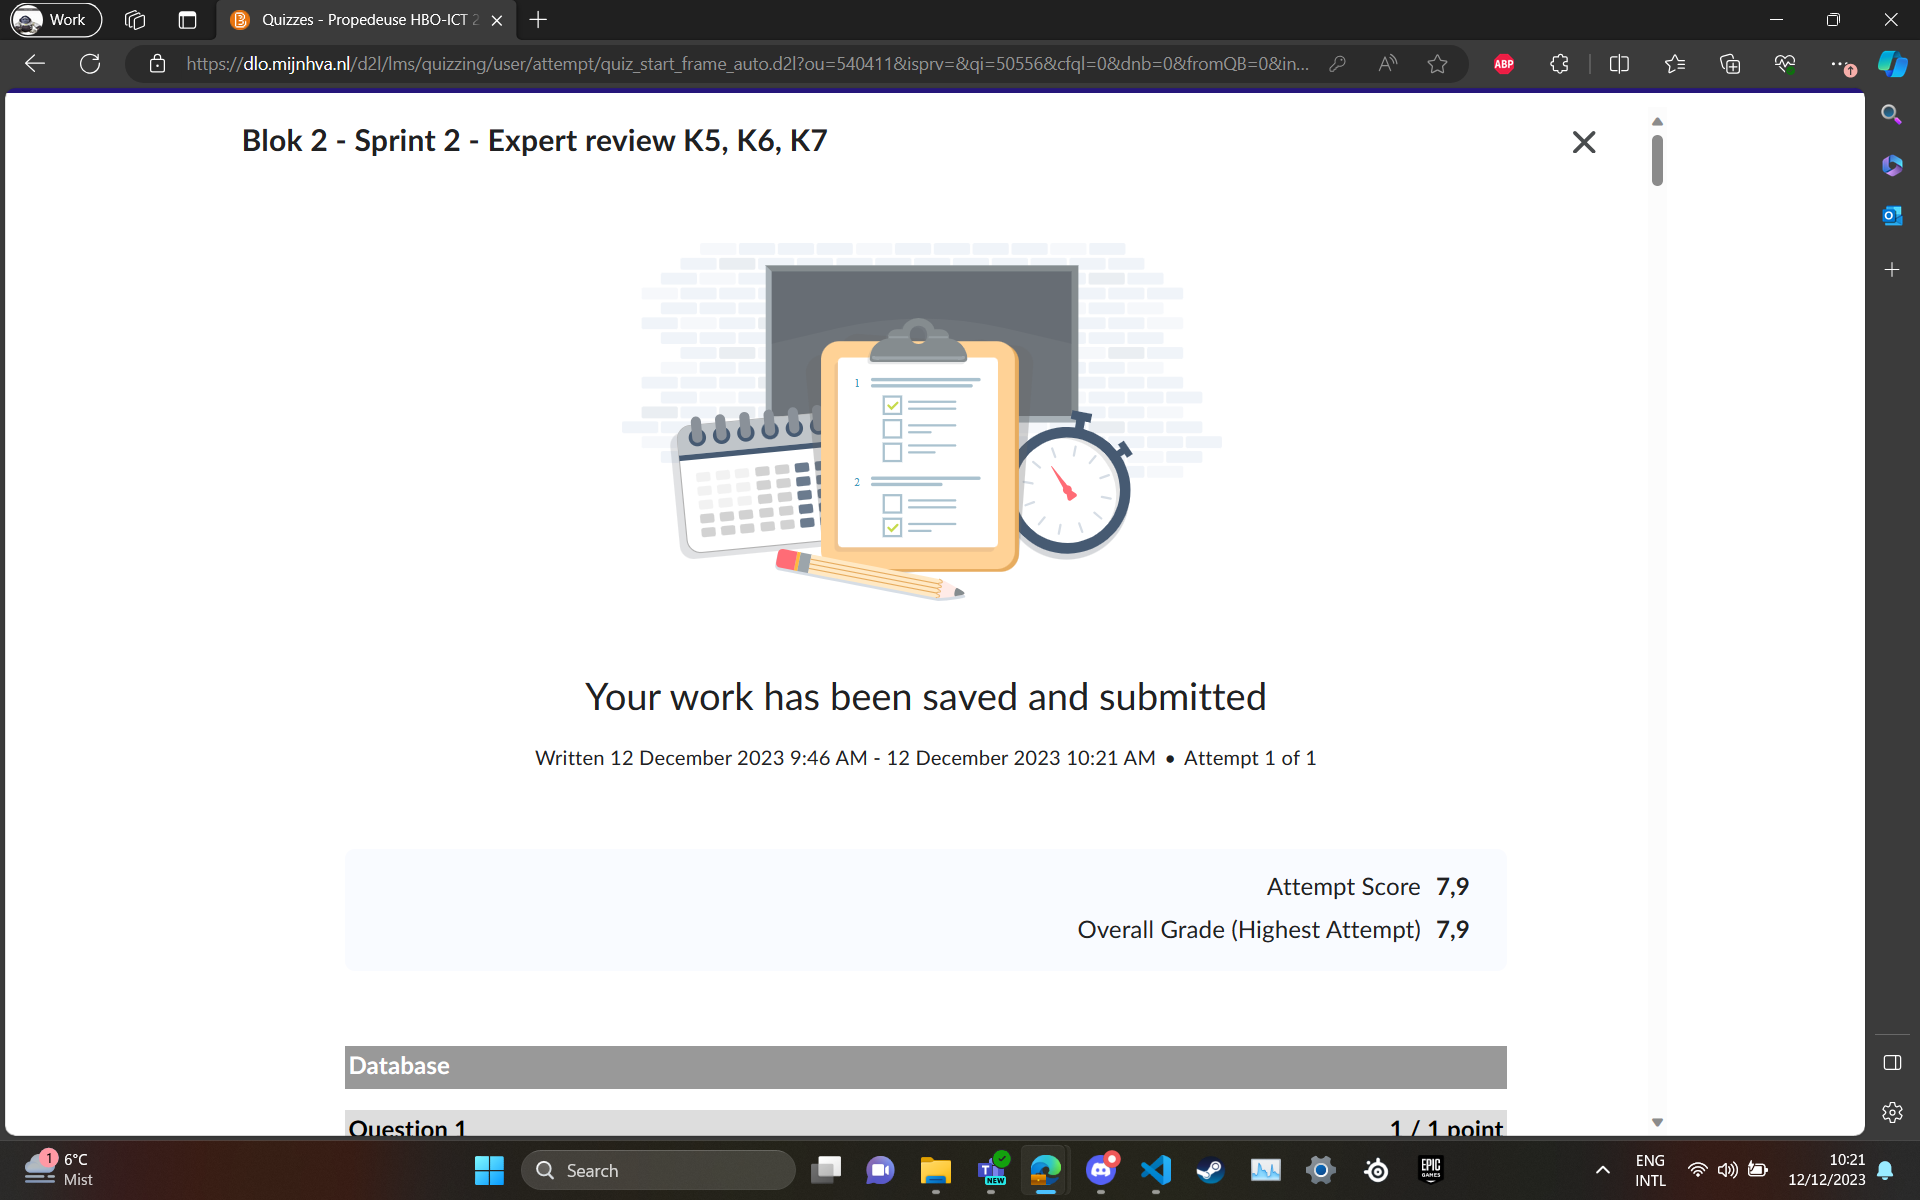 Work
Quizzes - Propedeuse HBO-ICT 2
https://dlo.mijnhva.nl/d2l/lms/quizzing/user/attempt/quiz_start_frame_auto.d2l?ou=540411&isprv=&qi=50556&cfql=0&dnb=0&fromQB=0&in...
ABP
Blok 2 - Sprint 2 - Expert review K5, K6, K7
1
2
Your work has been saved and submitted
Written 12 December 2023 9:46 AM - 12 December 2023 10:21 AM • Attempt 1 of 1
Attempt Score 7,9
Overall Grade (Highest Attempt) 7,9
Database
Question 1 1 / 1 point
1
6°C
Mist
Search
NEW
EPIC
GAMES
ENG
INTL
10:21
12/12/2023